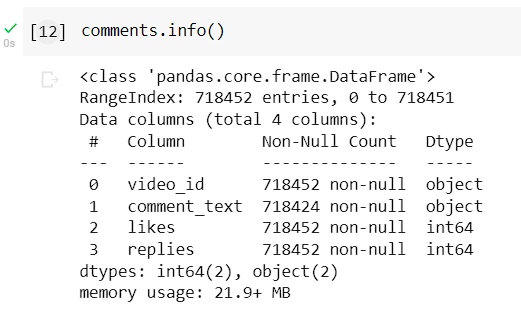 [12] comments.info()
0s
<class 'pandas.core.frame.DataFrame'>
RangeIndex: 718452 entries, 0 to 718451
Data columns (total 4 columns):
 #   Column        Non-Null Count   Dtype
---  ------        --------------   -----
 0   video_id      718452 non-null  object
 1   comment_text  718424 non-null  object
 2   likes         718452 non-null  int64
 3   replies       718452 non-null  int64
dtypes: int64(2), object(2)
memory usage: 21.9+ MB